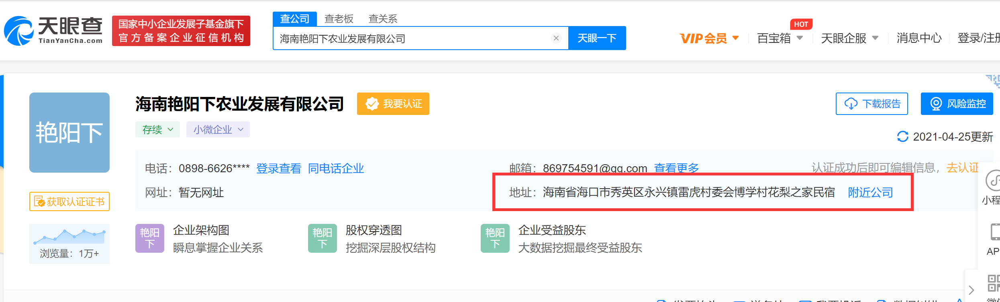 天眼查
TianYanCha.com
国家中小企业发展子基金旗下
官方备案企业征信机构
查公司 查老板 查关系
海南艳阳下农业发展有限公司
天眼一下
VIP会员 百宝箱 HOT 天眼企服 消息中心 登录/注册
艳阳下
海南艳阳下农业发展有限公司
我要认证
下载报告 风险监控
存续 小微企业
2021-04-25更新
电话：0898-6626**** 登录查看 同电话企业
邮箱：869754591@qq.com 查看更多
认证成功后即可编辑信息，去认证
网址：暂无网址
地址：海南省海口市秀英区永兴镇雷虎村委会博学村花梨之家民宿 附近公司
获取认证证书
浏览量：1万+
艳阳下
企业架构图
瞬息掌握企业关系
艳阳下
股权穿透图
挖掘深层股权结构
艳阳下
企业受益股东
大数据挖掘最终受益股东
小程
AP